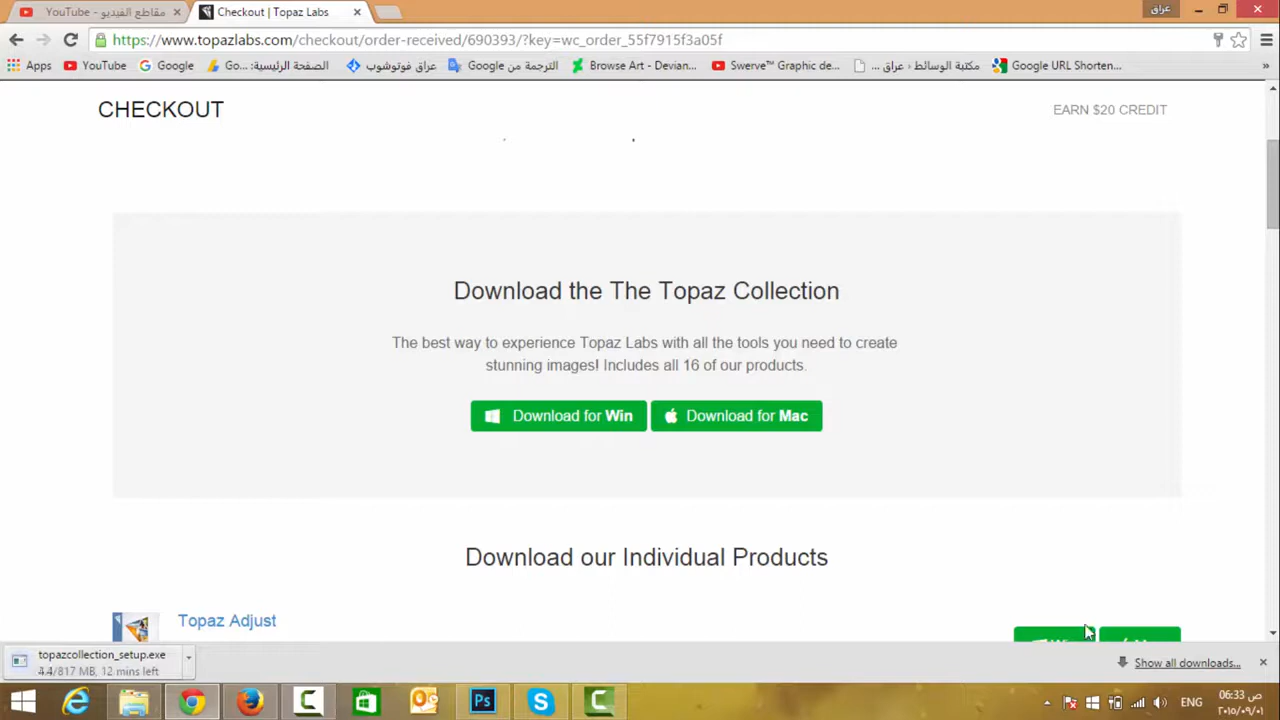 مقاطع الفيديو - YouTube
Checkout | Topaz Labs
عراق
https://www.topazlabs.com/checkout/order-received/690393/?key=wc_order_55f7915f3a05f
Apps YouTube Google الصفحة الرئيسية: Go... عراق فوتوشوب الترجمة من Google Browse Art - Devian... Swerve™ Graphic de... مكتبة الوسائط ‹ عراق ... Google URL Shorten... »
CHECKOUT
EARN $20 CREDIT
Download the The Topaz Collection
The best way to experience Topaz Labs with all the tools you need to create
stunning images! Includes all 16 of our products.
Download for Win
Download for Mac
Download our Individual Products
Topaz Adjust
topazcollection_setup.exe
4.4/817 MB, 12 mins left
Show all downloads...
Ps
ENG
06:33 ص
٢٠١٥/٠٩/٠١